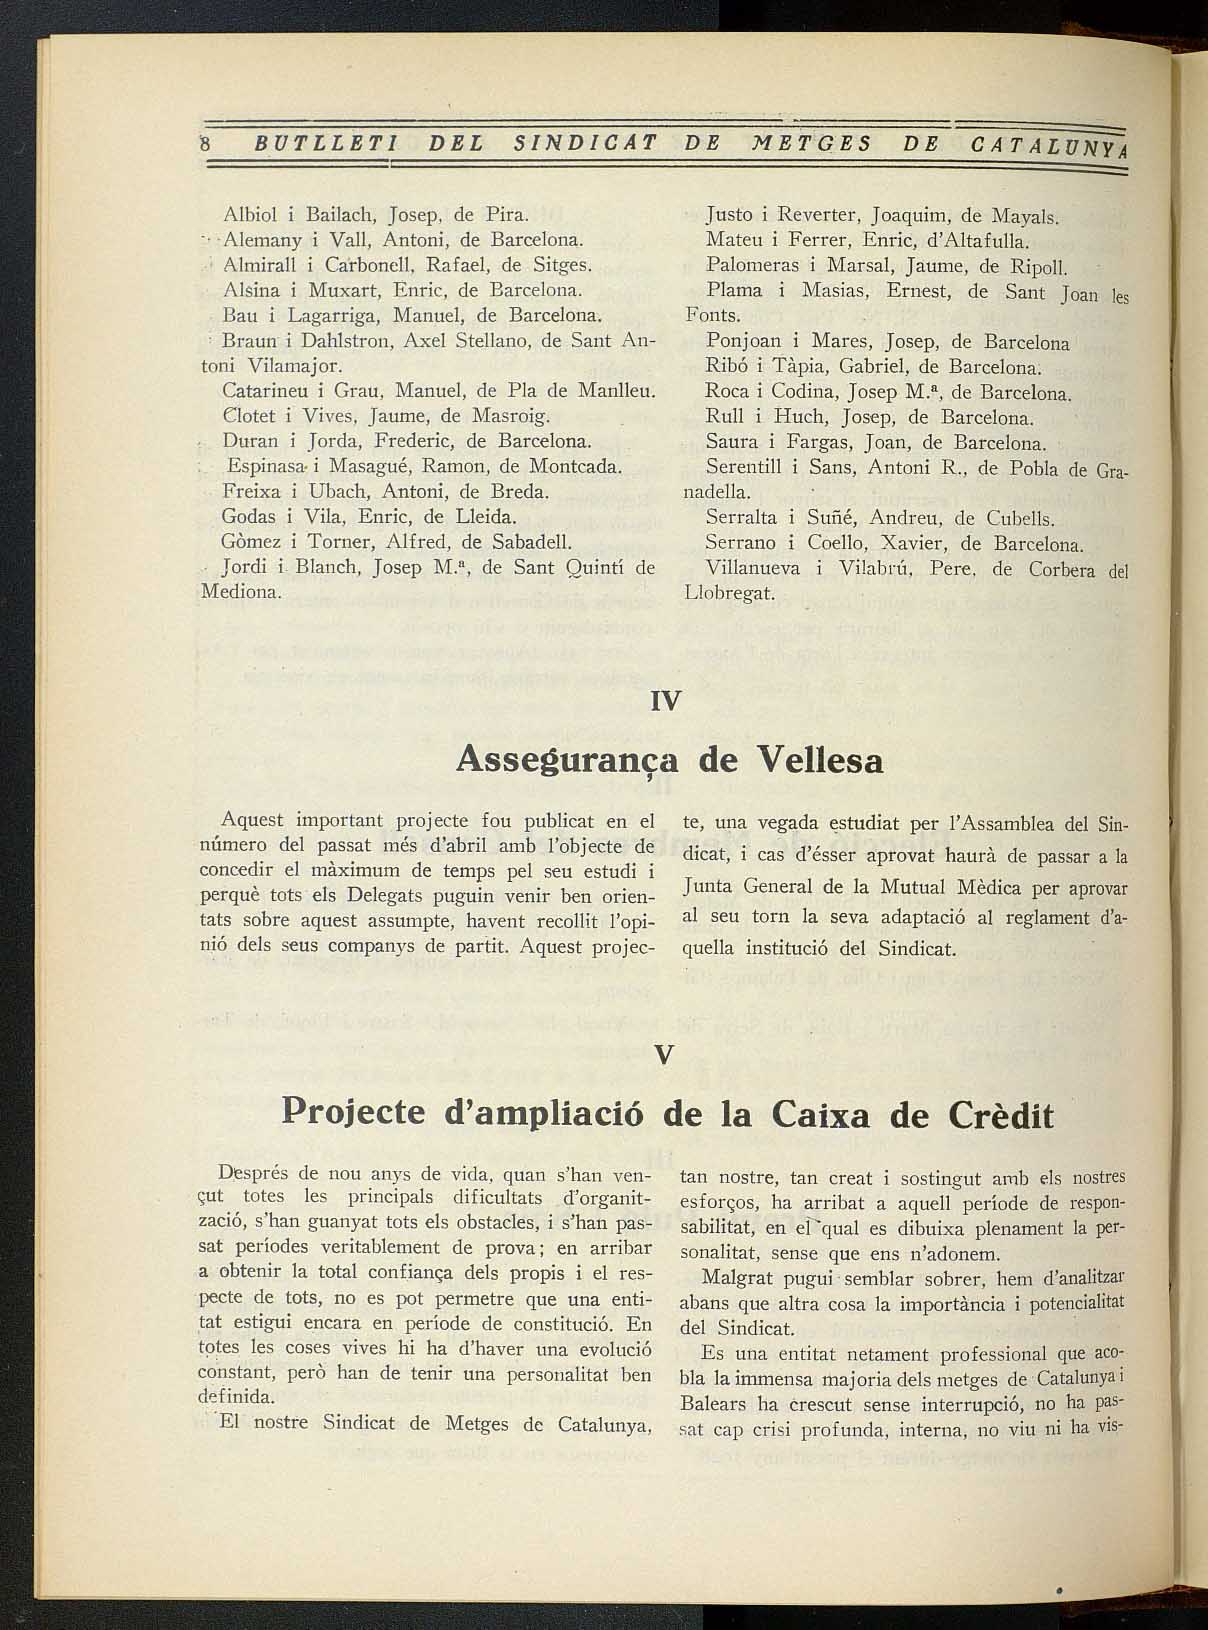 8 BUTLLETI DEL SINDICAT DE METGES DE CATALUNYA
Albiol i Bailach, Josep, de Pira.
Alemany i Vall, Antoni, de Barcelona.
Almirall i Carbonell, Rafael, de Sitges.
Alsina i Muxart, Enric, de Barcelona.
Bau i Lagarriga, Manuel, de Barcelona.
Braun i Dahlstron, Axel Stellano, de Sant An-
toni Vilamajor.
Catarineu i Grau, Manuel, de Pla de Manlleu.
Clotet i Vives, Jaume, de Masroig.
Duran i Jorda, Frederic, de Barcelona.
Espinasa i Masagué, Ramon, de Montcada.
Freixa i Ubach, Antoni, de Breda.
Godas i Vila, Enric, de Lleida.
Gòmez i Torner, Alfred, de Sabadell.
Jordi i Blanch, Josep M.ª, de Sant Quintí de
Mediona.
Justo i Reverter, Joaquim, de Mayals.
Mateu i Ferrer, Enric, d'Altafulla.
Palomeras i Marsal, Jaume, de Ripoll.
Plama i Masias, Ernest, de Sant Joan les
Fonts.
Ponjoan i Mares, Josep, de Barcelona
Ribó i Tàpia, Gabriel, de Barcelona.
Roca i Codina, Josep M.ª, de Barcelona.
Rull i Huch, Josep, de Barcelona.
Saura i Fargas, Joan, de Barcelona.
Serentill i Sans, Antoni R., de Pobla de Gra-
nadella.
Serralta i Suñé, Andreu, de Cubells.
Serrano i Coello, Xavier, de Barcelona.
Villanueva i Vilabrú, Pere, de Corbera del
Llobregat.
IV
Assegurança de Vellesa
Aquest important projecte fou publicat en el
número del passat més d'abril amb l'objecte de
concedir el màximum de temps pel seu estudi i
perquè tots els Delegats puguin venir ben orien-
tats sobre aquest assumpte, havent recollit l'opi-
nió dels seus companys de partit. Aquest projec-
te, una vegada estudiat per l'Assamblea del Sin-
dicat, i cas d'ésser aprovat haurà de passar a la
Junta General de la Mutual Mèdica per aprovar
al seu torn la seva adaptació al reglament d'a-
quella institució del Sindicat.
V
Projecte d'ampliació de la Caixa de Crèdit
Després de nou anys de vida, quan s'han ven-
çut totes les principals dificultats d'organit-
zació, s'han guanyat tots els obstacles, i s'han pas-
sat períodes veritablement de prova; en arribar
a obtenir la total confiança dels propis i el res-
pecte de tots, no es pot permetre que una enti-
tat estigui encara en període de constitució. En
totes les coses vives hi ha d'haver una evolució
constant, però han de tenir una personalitat ben
definida.
El nostre Sindicat de Metges de Catalunya,
tan nostre, tan creat i sostingut amb els nostres
esforços, ha arribat a aquell període de respon-
sabilitat, en el qual es dibuixa plenament la per-
sonalitat, sense que ens n'adonem.
Malgrat pugui semblar sobrer, hem d'analitzar
abans que altra cosa la importància i potencialitat
del Sindicat.
Es una entitat netament professional que aco-
bla la immensa majoria dels metges de Catalunya i
Balears ha crescut sense interrupció, no ha pas-
sat cap crisi profunda, interna, no viu ni ha vis-